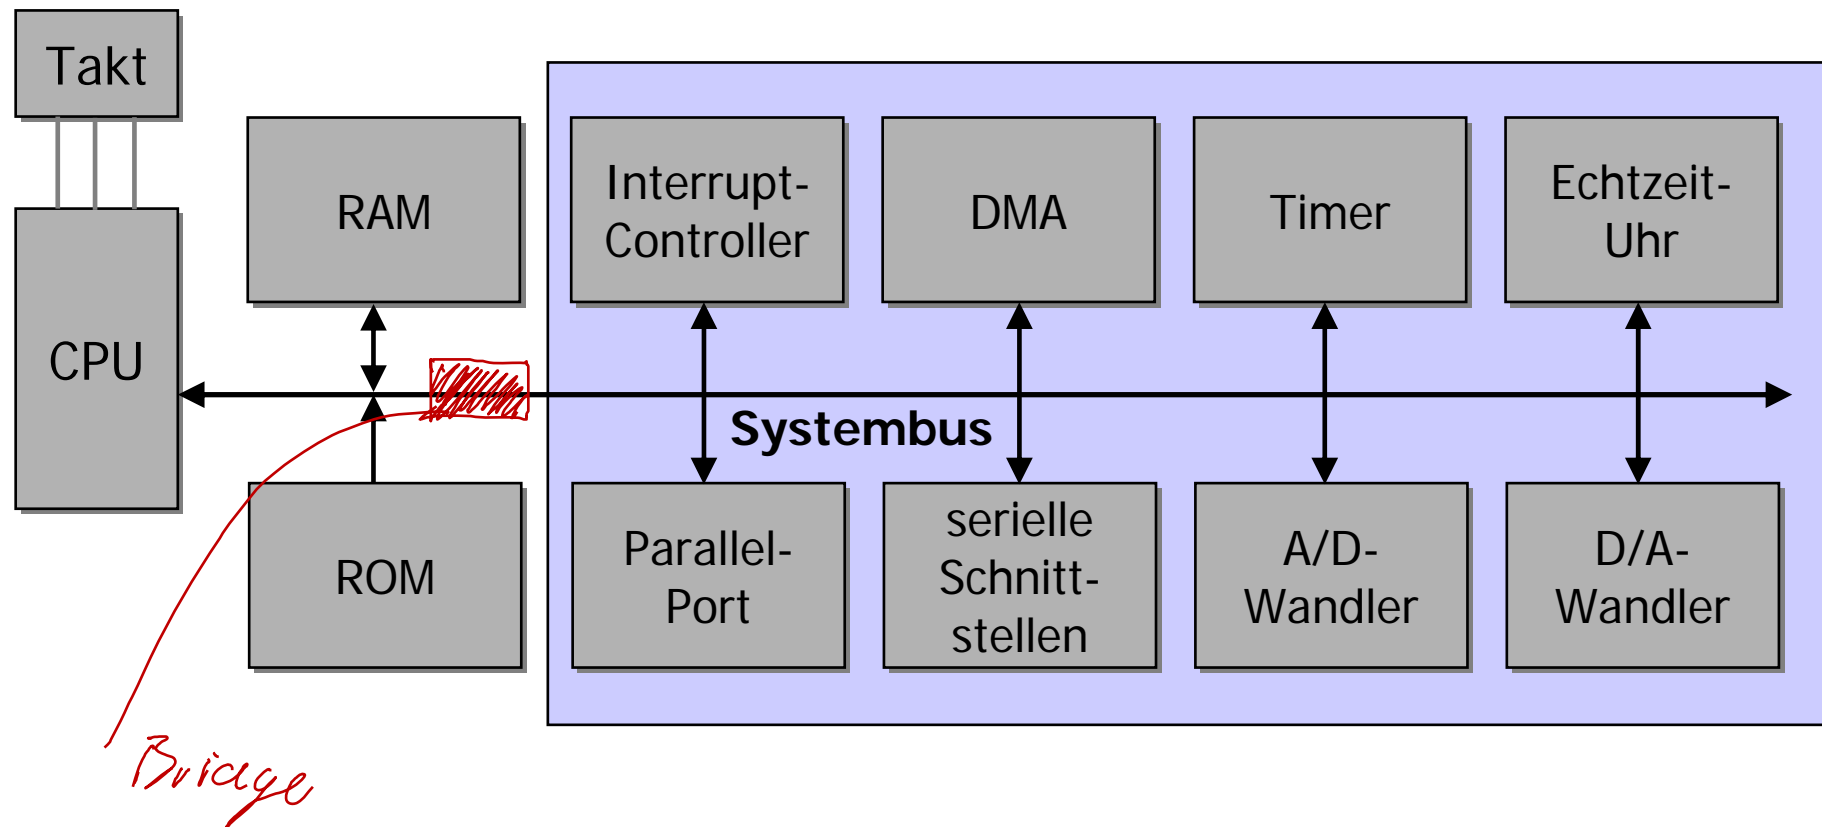 Takt
CPU
RAM
Interrupt-
Controller
DMA
Timer
Echtzeit-
Uhr
Systembus
ROM
Parallel-
Port
serielle
Schnitt-
stellen
A/D-
Wandler
D/A-
Wandler
Bridge